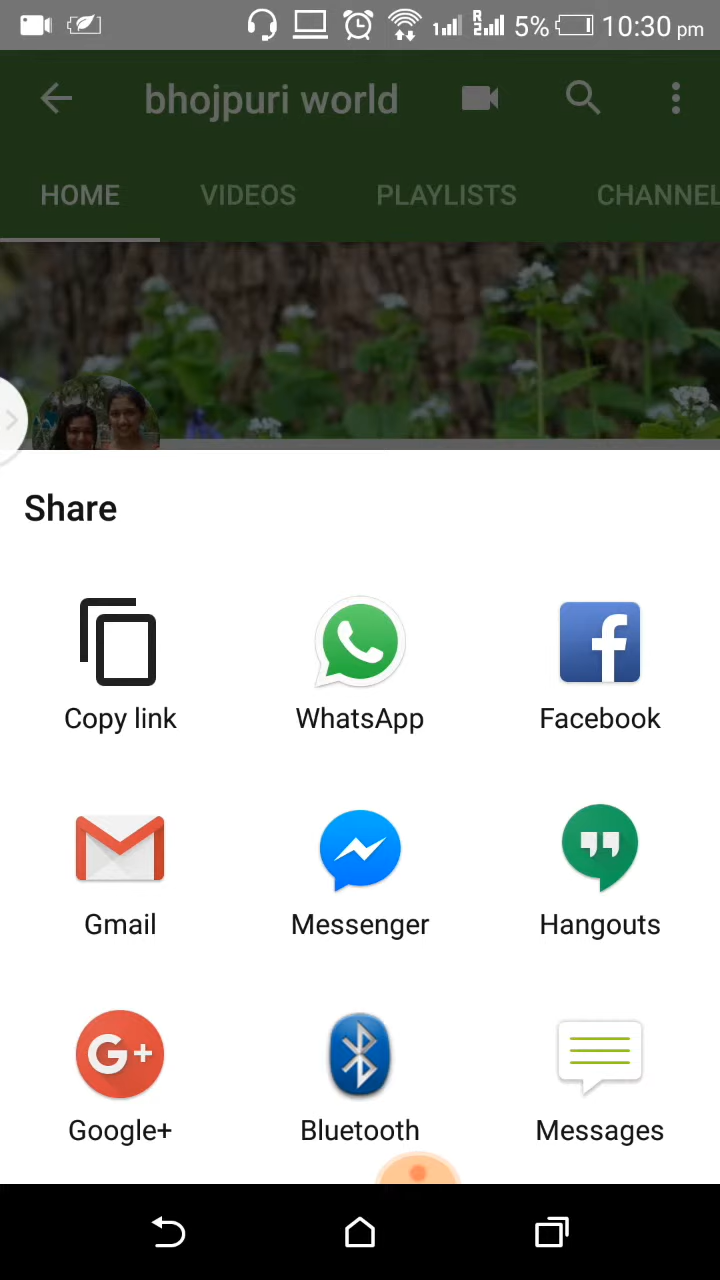 5% 10:30 pm
bhojpuri world
HOME VIDEOS PLAYLISTS CHANNEL
Share
Copy link WhatsApp Facebook
Gmail Messenger Hangouts
Google+ Bluetooth Messages